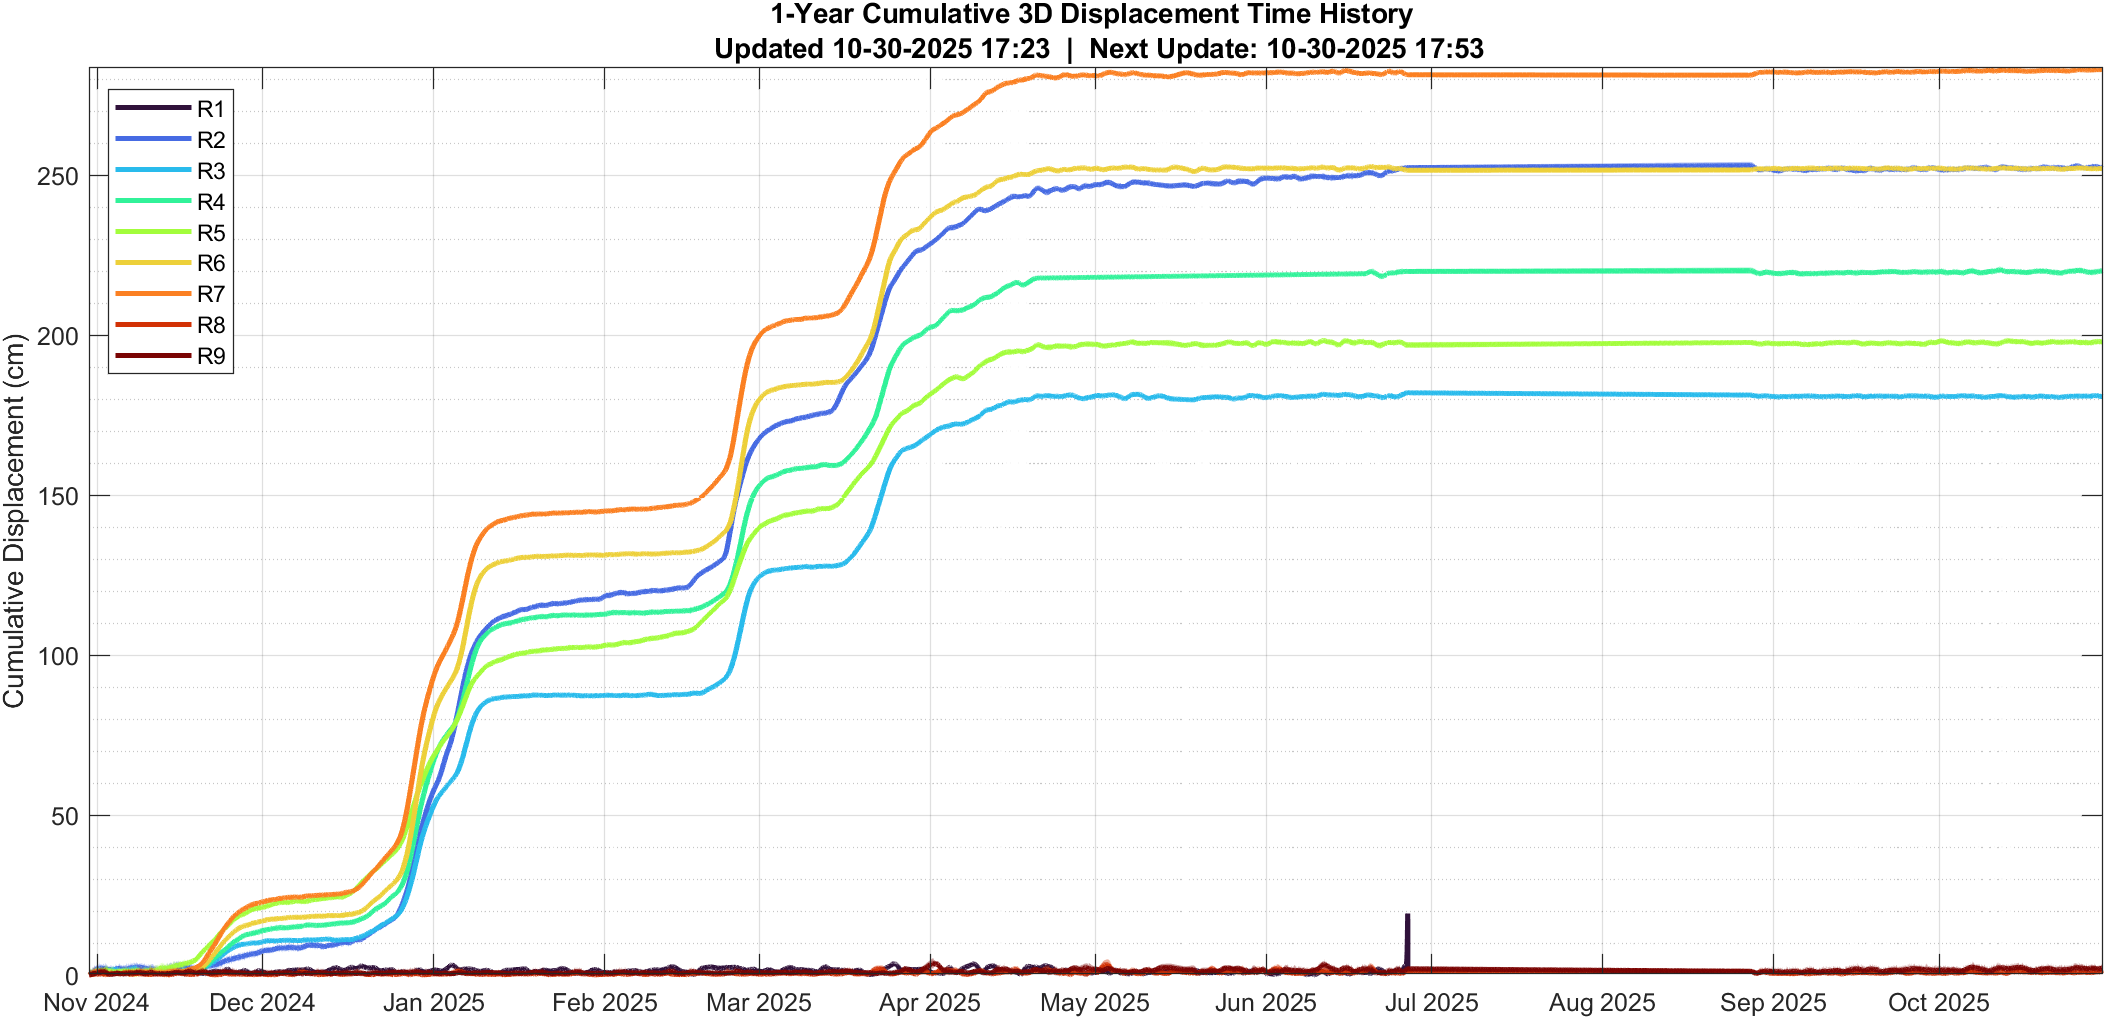 1-Year Cumulative 3D Displacement Time History
Updated 10-30-2025 17:23 | Next Update: 10-30-2025 17:53
Cumulative Displacement (cm)
250
200
150
100
50
0
R1
R2
R3
R4
R5
R6
R7
R8
R9
Nov 2024 Dec 2024 Jan 2025 Feb 2025 Mar 2025 Apr 2025 May 2025 Jun 2025 Jul 2025 Aug 2025 Sep 2025 Oct 2025